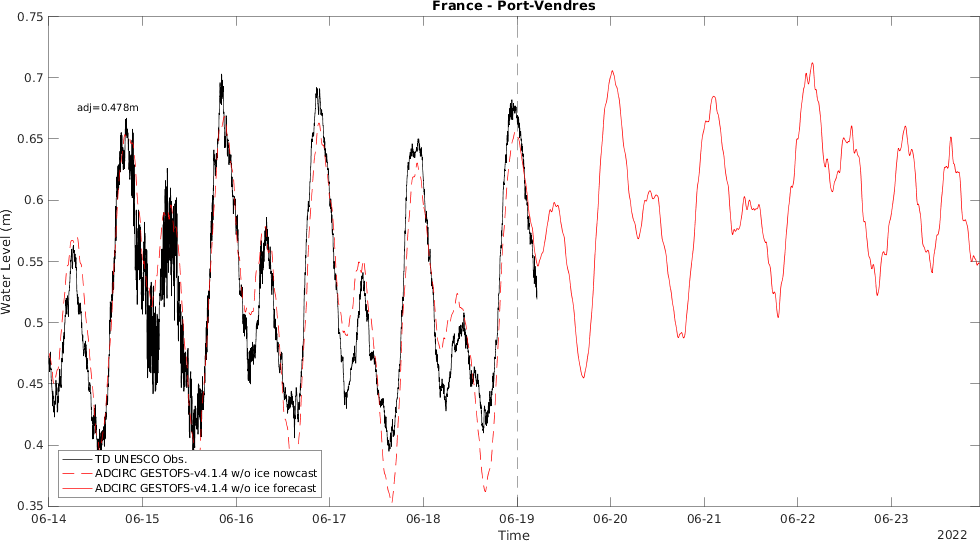 France - Port-Vendres
0.75
0.7
0.65
0.6
0.55
0.5
0.45
0.4
0.35
Water Level (m)
adj=0.478m
TD UNESCO Obs.
ADCIRC GESTOFS-v4.1.4 w/o ice nowcast
ADCIRC GESTOFS-v4.1.4 w/o ice forecast
06-14 06-15 06-16 06-17 06-18 06-19 06-20 06-21 06-22 06-23
Time
2022